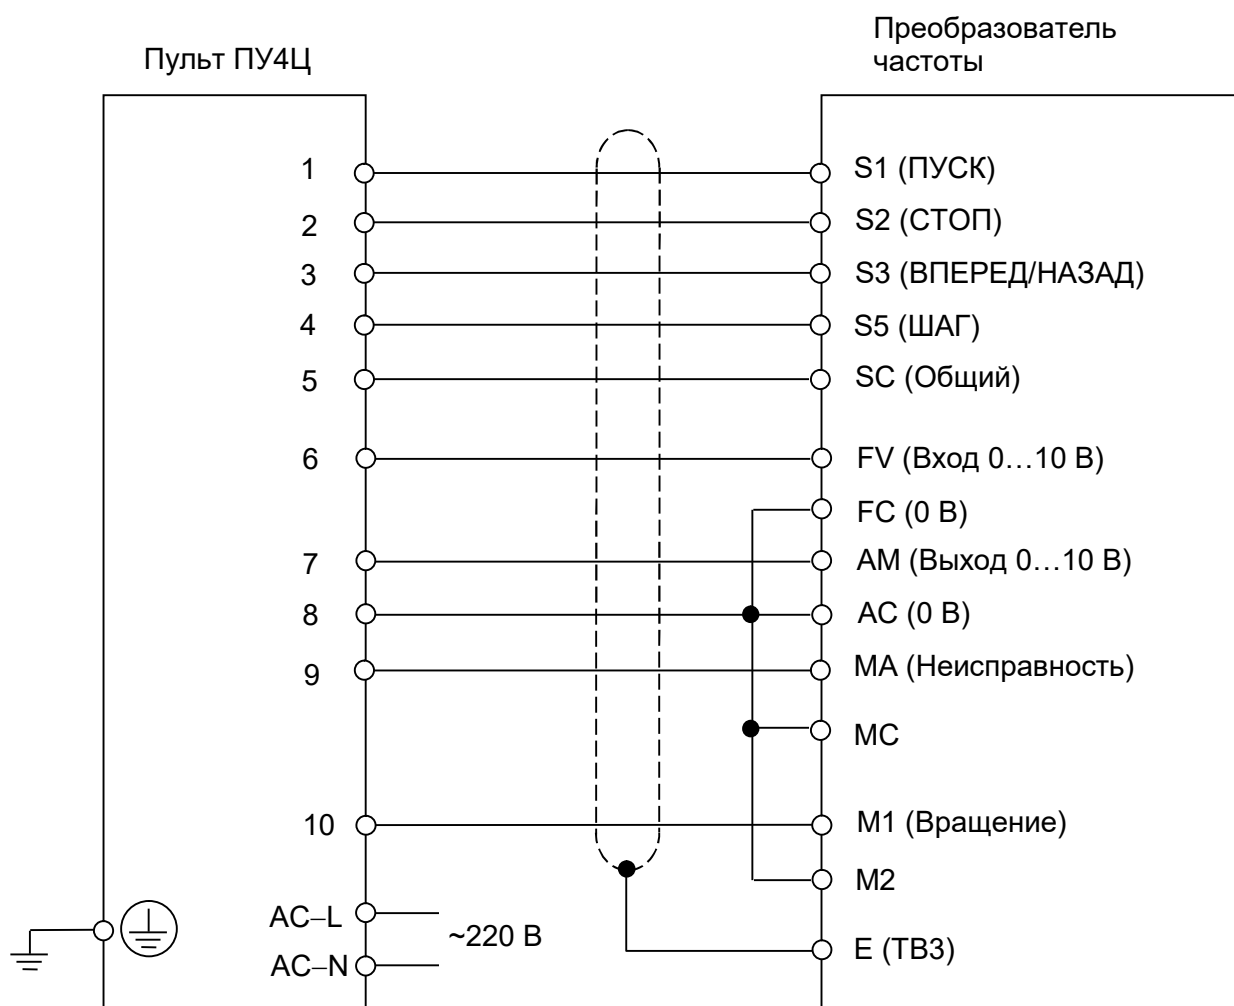 Пульт ПУ4Ц
Преобразователь
частоты
1
S1 (ПУСК)
2
S2 (СТОП)
3
S3 (ВПЕРЕД/НАЗАД)
4
S5 (ШАГ)
5
SC (Общий)
6
FV (Вход 0…10 В)
FC (0 В)
7
AM (Выход 0…10 В)
8
AC (0 В)
9
MA (Неисправность)
MC
10
M1 (Вращение)
M2
AC–L
~220 В
AC–N
E (TB3)